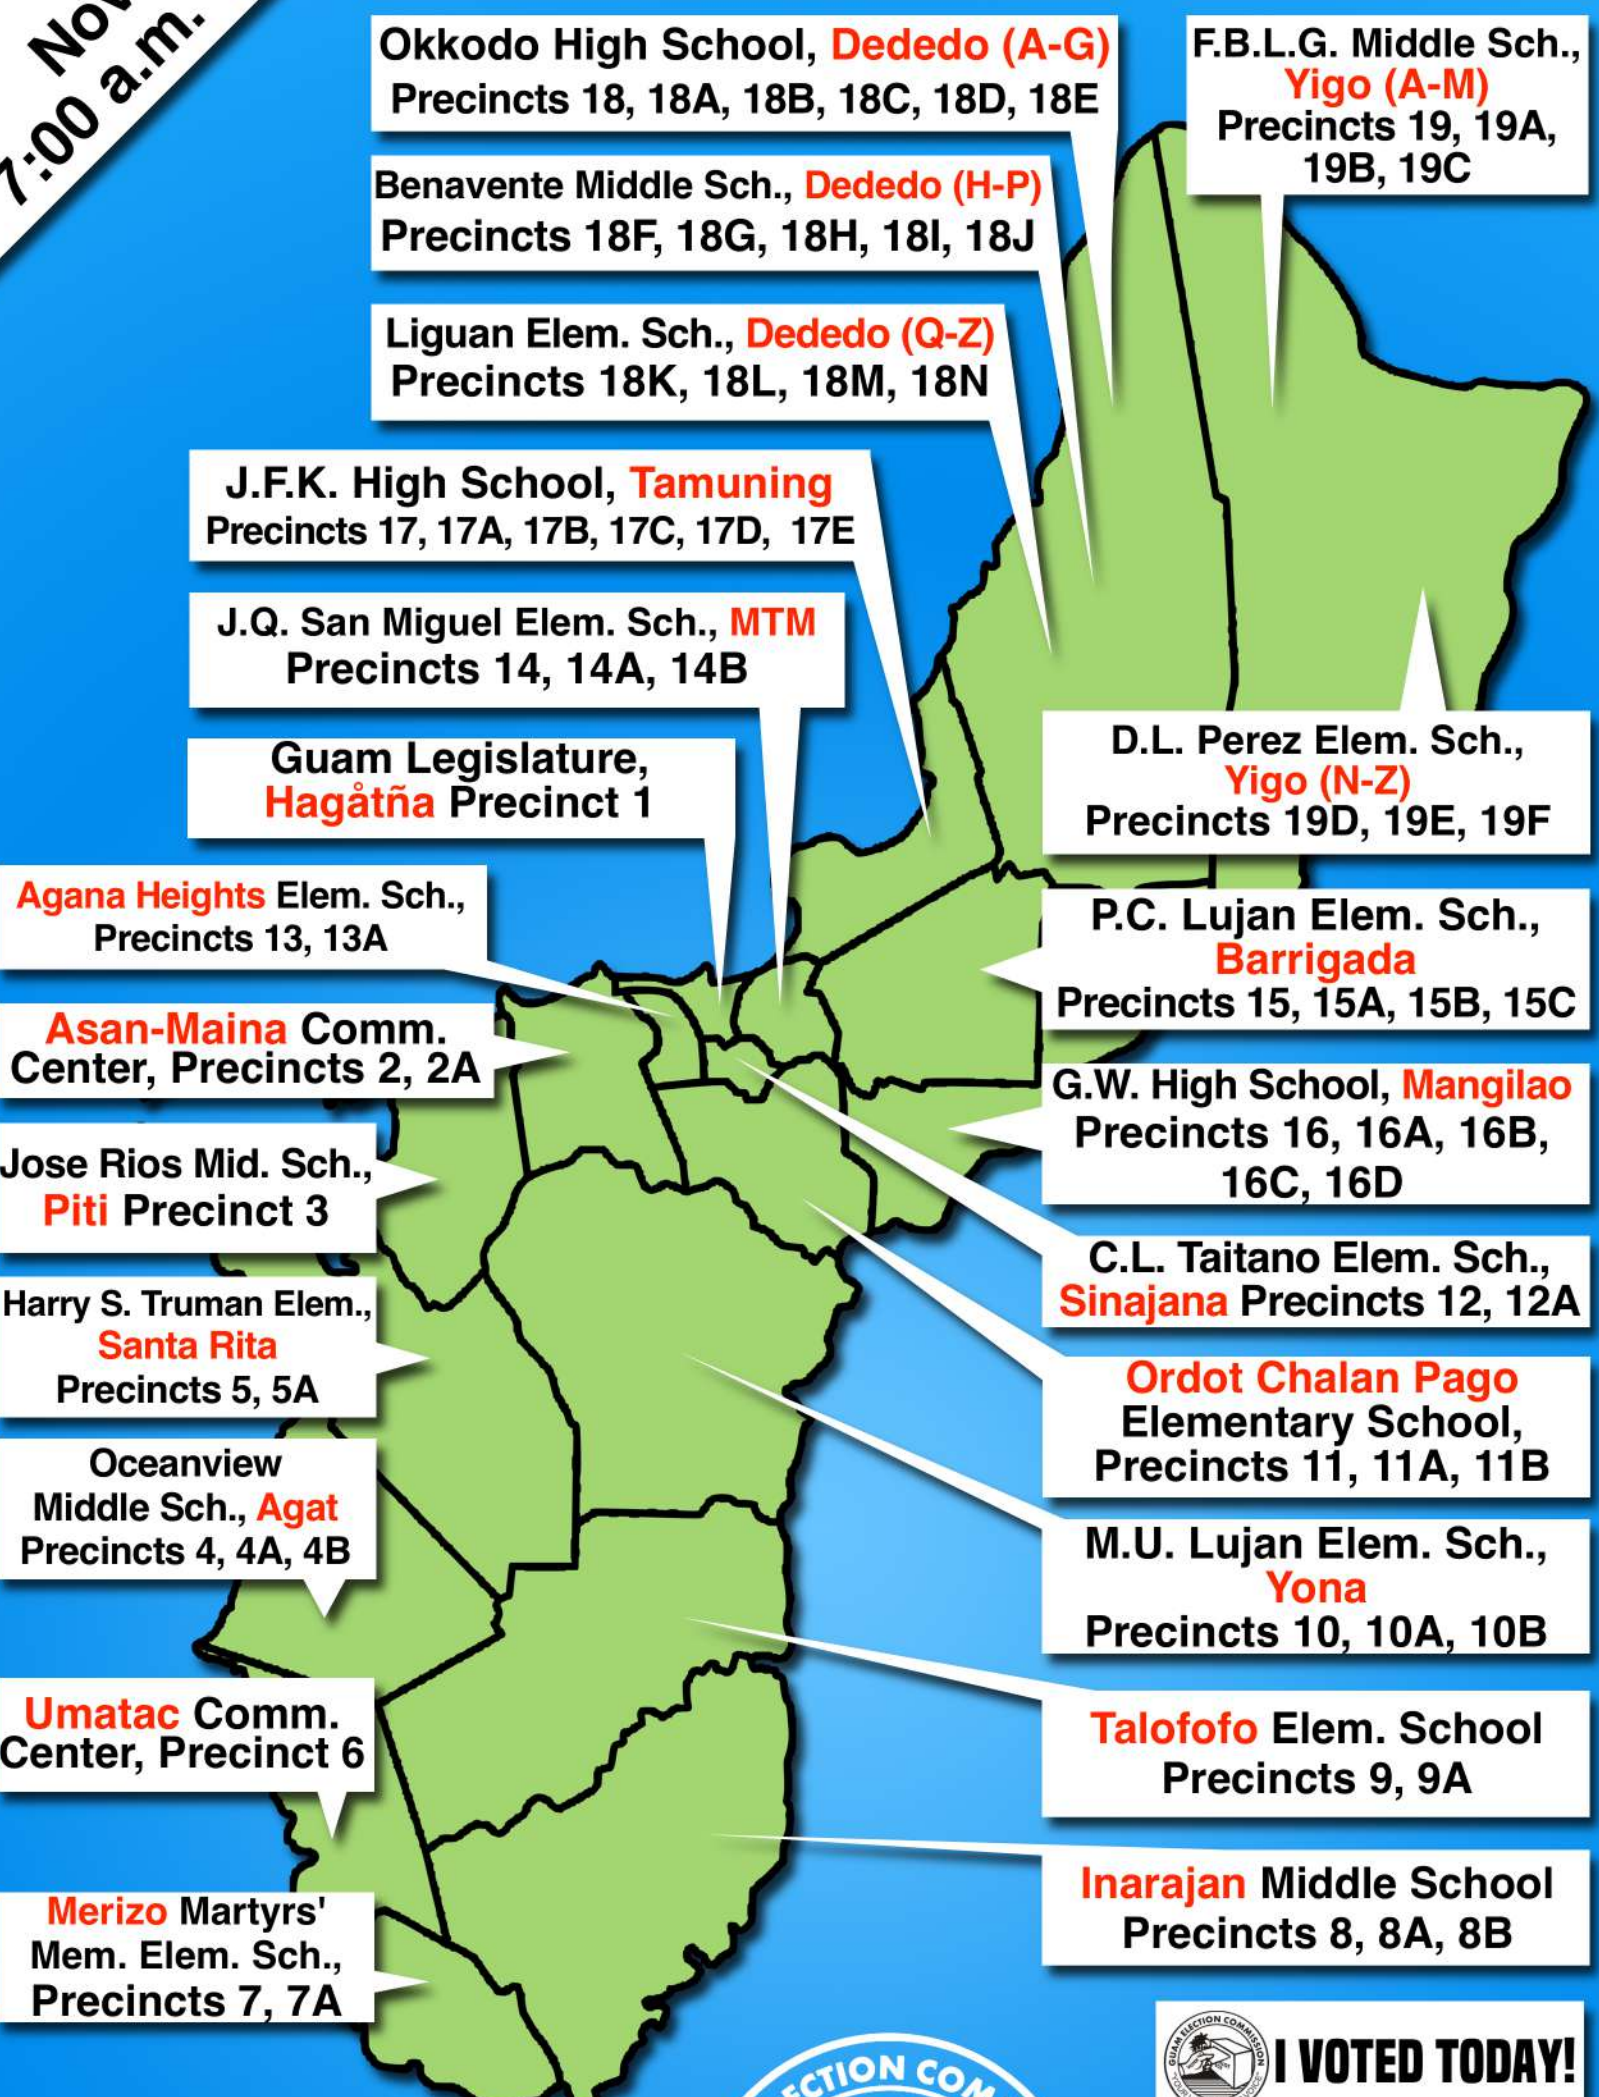 7:00 a.m.
Okkodo High School, Dededo (A-G)
Precincts 18, 18A, 18B, 18C, 18D, 18E
F.B.L.G. Middle Sch.,
Yigo (A-M)
Precincts 19, 19A,
19B, 19C
Benavente Middle Sch., Dededo (H-P)
Precincts 18F, 18G, 18H, 18I, 18J
Liguan Elem. Sch., Dededo (Q-Z)
Precincts 18K, 18L, 18M, 18N
J.F.K. High School, Tamuning
Precincts 17, 17A, 17B, 17C, 17D, 17E
J.Q. San Miguel Elem. Sch., MTM
Precincts 14, 14A, 14B
Guam Legislature,
Hagåtña Precinct 1
D.L. Perez Elem. Sch.,
Yigo (N-Z)
Precincts 19D, 19E, 19F
Agana Heights Elem. Sch.,
Precincts 13, 13A
P.C. Lujan Elem. Sch.,
Barrigada
Precincts 15, 15A, 15B, 15C
Asan-Maina Comm.
Center, Precincts 2, 2A
G.W. High School, Mangilao
Precincts 16, 16A, 16B,
16C, 16D
Jose Rios Mid. Sch.,
Piti Precinct 3
C.L. Taitano Elem. Sch.,
Sinajana Precincts 12, 12A
Harry S. Truman Elem.,
Santa Rita
Precincts 5, 5A
Ordot Chalan Pago
Elementary School,
Precincts 11, 11A, 11B
Oceanview
Middle Sch., Agat
Precincts 4, 4A, 4B
M.U. Lujan Elem. Sch.,
Yona
Precincts 10, 10A, 10B
Umatac Comm.
Center, Precinct 6
Talofofo Elem. School
Precincts 9, 9A
Inarajan Middle School
Precincts 8, 8A, 8B
Merizo Martyrs'
Mem. Elem. Sch.,
Precincts 7, 7A
GUAM ELECTION COMMISSION
I VOTED TODAY!